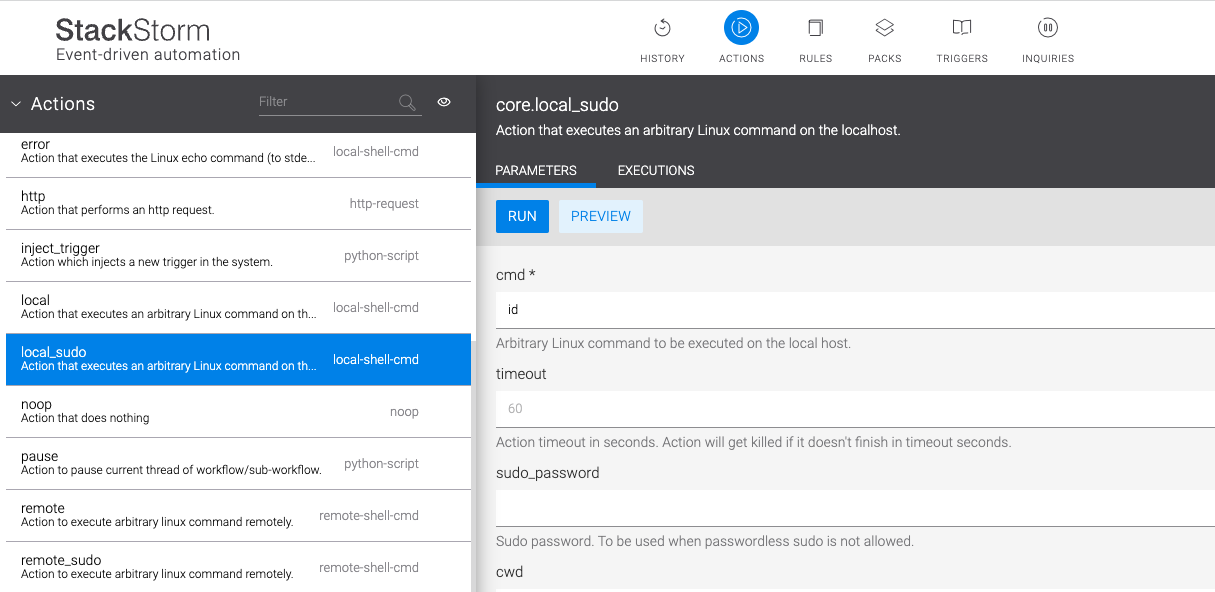 StackStorm
Event-driven automation
HISTORY
ACTIONS
RULES
PACKS
TRIGGERS
INQUIRIES
Actions
Filter
error
Action that executes the Linux echo command (to stde...
local-shell-cmd
http
Action that performs an http request.
http-request
inject_trigger
Action which injects a new trigger in the system.
python-script
local
Action that executes an arbitrary Linux command on th...
local-shell-cmd
local_sudo
Action that executes an arbitrary Linux command on th...
local-shell-cmd
noop
Action that does nothing
noop
pause
Action to pause current thread of workflow/sub-workflow.
python-script
remote
Action to execute arbitrary linux command remotely.
remote-shell-cmd
remote_sudo
Action to execute arbitrary linux command remotely.
remote-shell-cmd
core.local_sudo
Action that executes an arbitrary Linux command on the localhost.
PARAMETERS
EXECUTIONS
RUN
PREVIEW
cmd *
id
Arbitrary Linux command to be executed on the local host.
timeout
60
Action timeout in seconds. Action will get killed if it doesn't finish in timeout seconds.
sudo_password
Sudo password. To be used when passwordless sudo is not allowed.
cwd